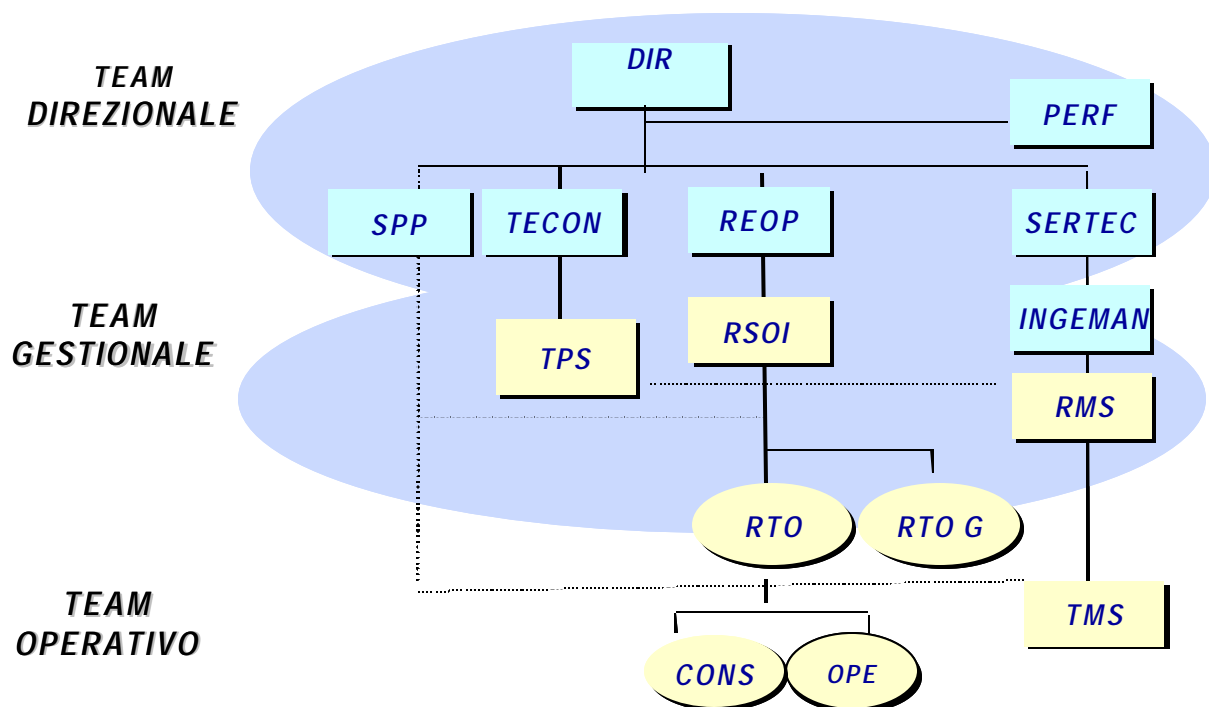 DIR
TEAM
DIREZIONALE
PERF
SPP
TECON
REOP
SERTEC
TEAM
GESTIONALE
INGEMAN
RSOI
TPS
RMS
RTO
RTO G
TEAM
OPERATIVO
TMS
CONS
OPE